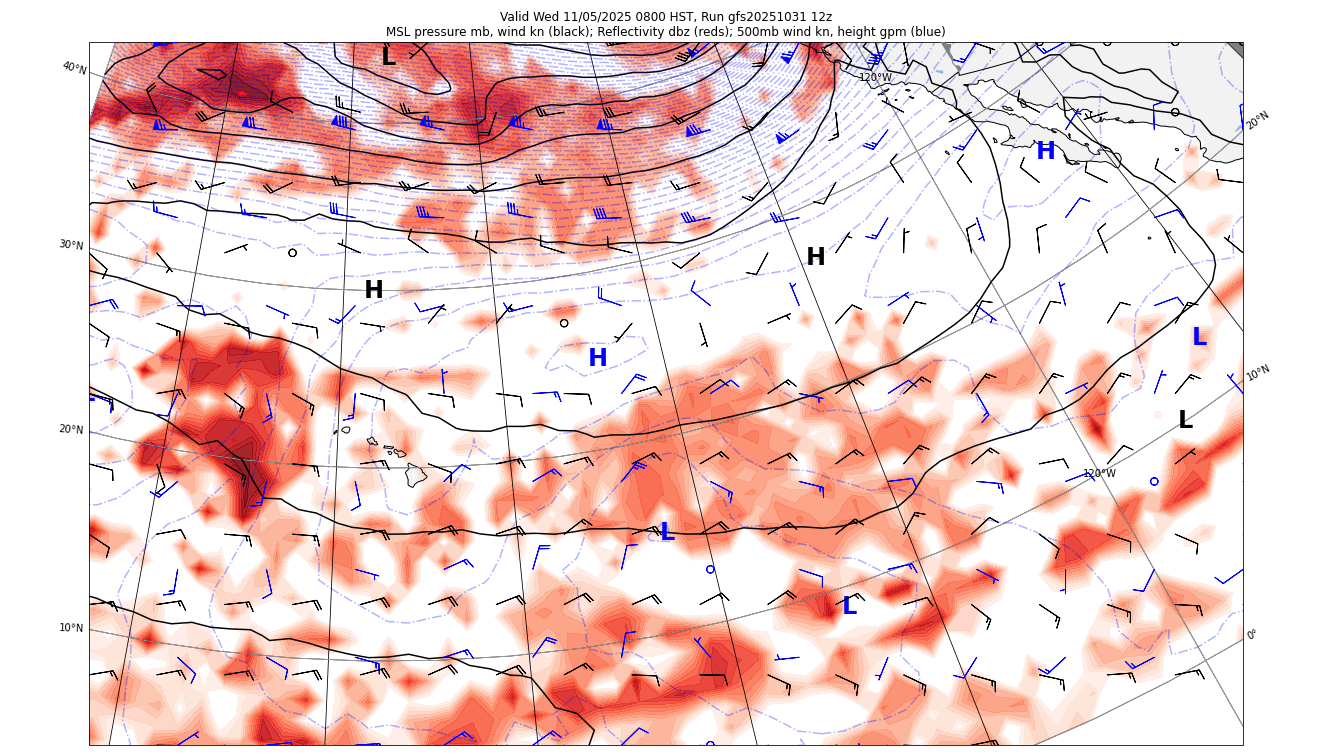 Valid Wed 11/05/2025 0800 HST, Run gfs20251031 12z
MSL pressure mb, wind kn (black); Reflectivity dbz (reds); 500mb wind kn, height gpm (blue)
L
40°N
120°W
20°N
H
30°N
H
H
L
H
10°N
L
20°N
120°W
L
L
10°N
0°